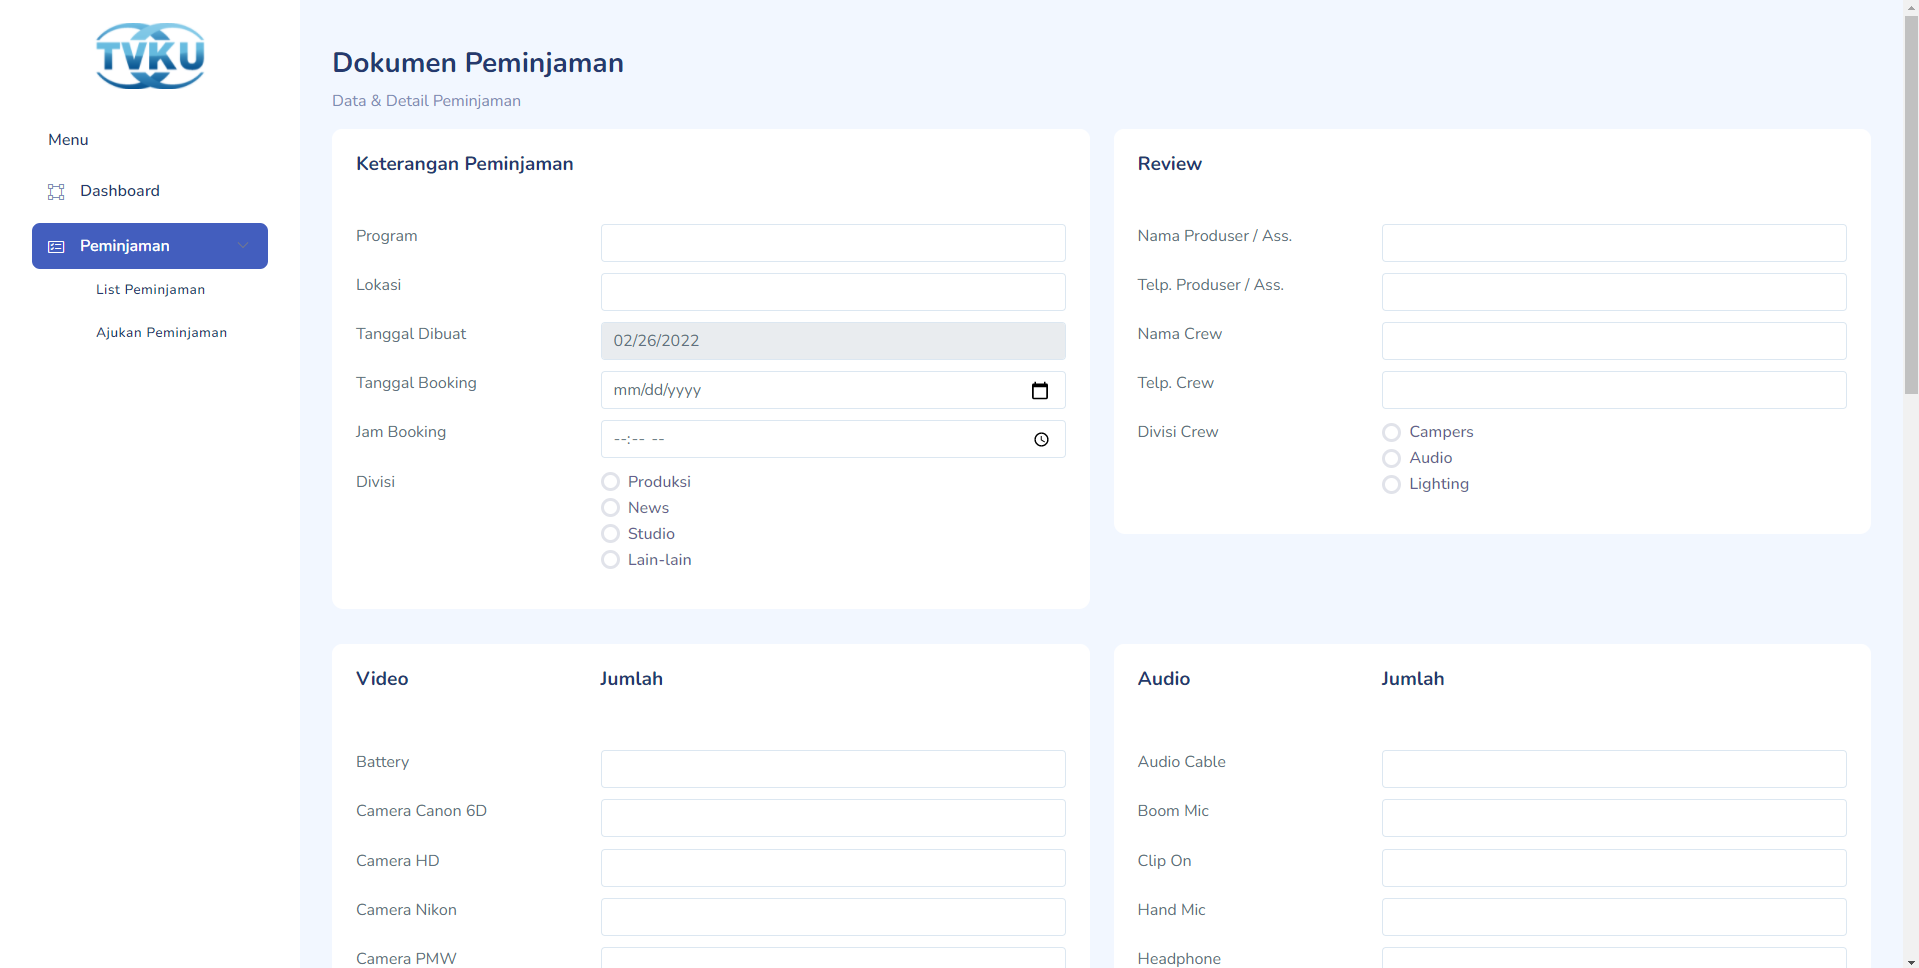 TVKU
Menu
Dashboard
Peminjaman
List Peminjaman
Ajukan Peminjaman
Dokumen Peminjaman
Data & Detail Peminjaman
Keterangan Peminjaman
Program
Lokasi
Tanggal Dibuat 02/26/2022
Tanggal Booking mm/dd/yyyy
Jam Booking --:-- --
Divisi Produksi
News
Studio
Lain-lain
Review
Nama Produser / Ass.
Telp. Produser / Ass.
Nama Crew
Telp. Crew
Divisi Crew Campers
Audio
Lighting
Video Jumlah
Battery
Camera Canon 6D
Camera HD
Camera Nikon
Camera PMW
Audio Jumlah
Audio Cable
Boom Mic
Clip On
Hand Mic
Headphone